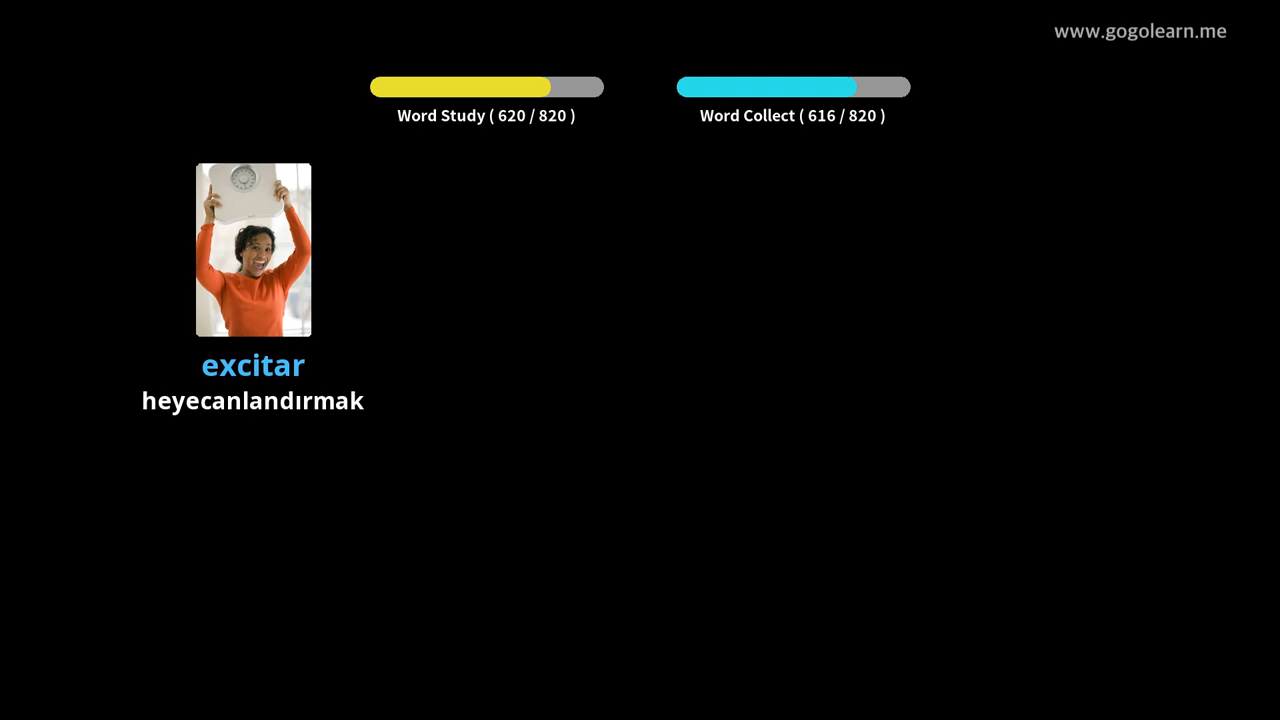 www.gogolearn.me
Word Study ( 620 / 820 )
Word Collect ( 616 / 820 )
excitar
heyecanlandırmak